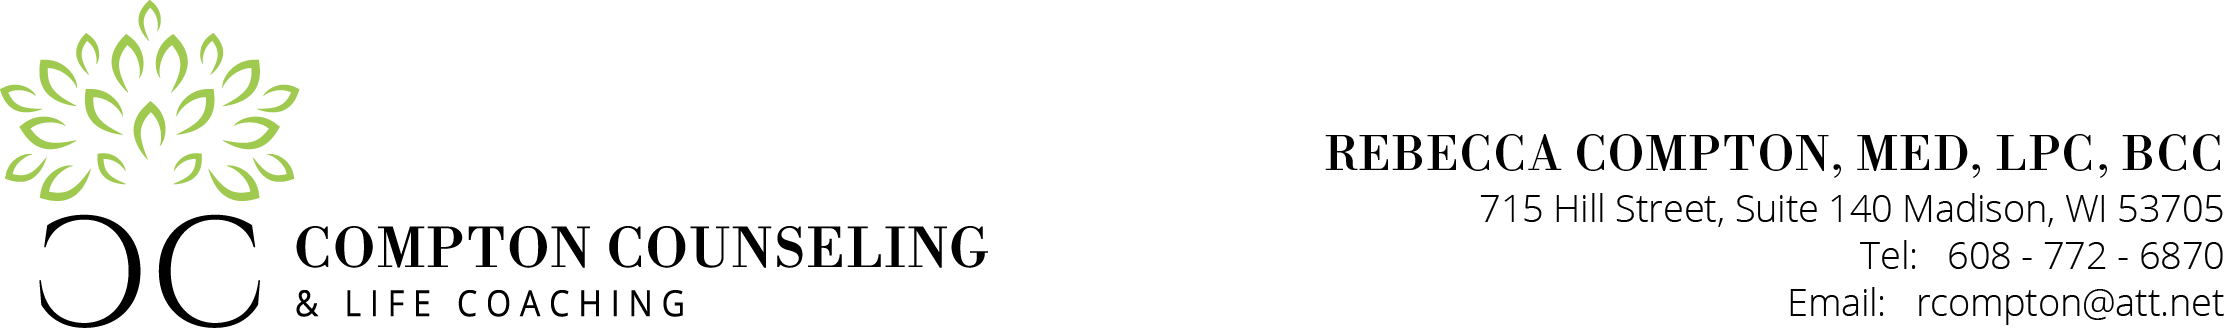 REBECCA COMPTON, MED, LPC, BCC
715 Hill Street, Suite 140 Madison, WI 53705
Tel: 608 - 772 - 6870
Email: rcompton@att.net
CC
COMPTON COUNSELING
& LIFE COACHING